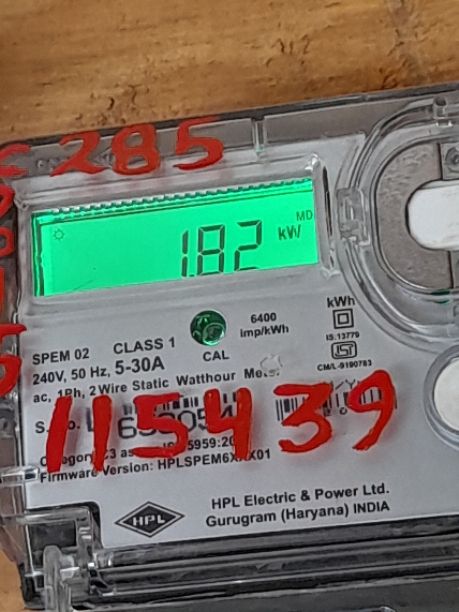 285
MD
1.82 kW
6400
imp/kWh
kWh
IS:13779
CM/L-9190783
SPEM 02 CLASS 1
CAL
240V, 50 Hz, 5-30A
ac, 1Ph, 2 Wire Static Watthour
115439
Firmware Version:
HPL
HPL Electric & Power Ltd.
Gurugram (Haryana) INDIA